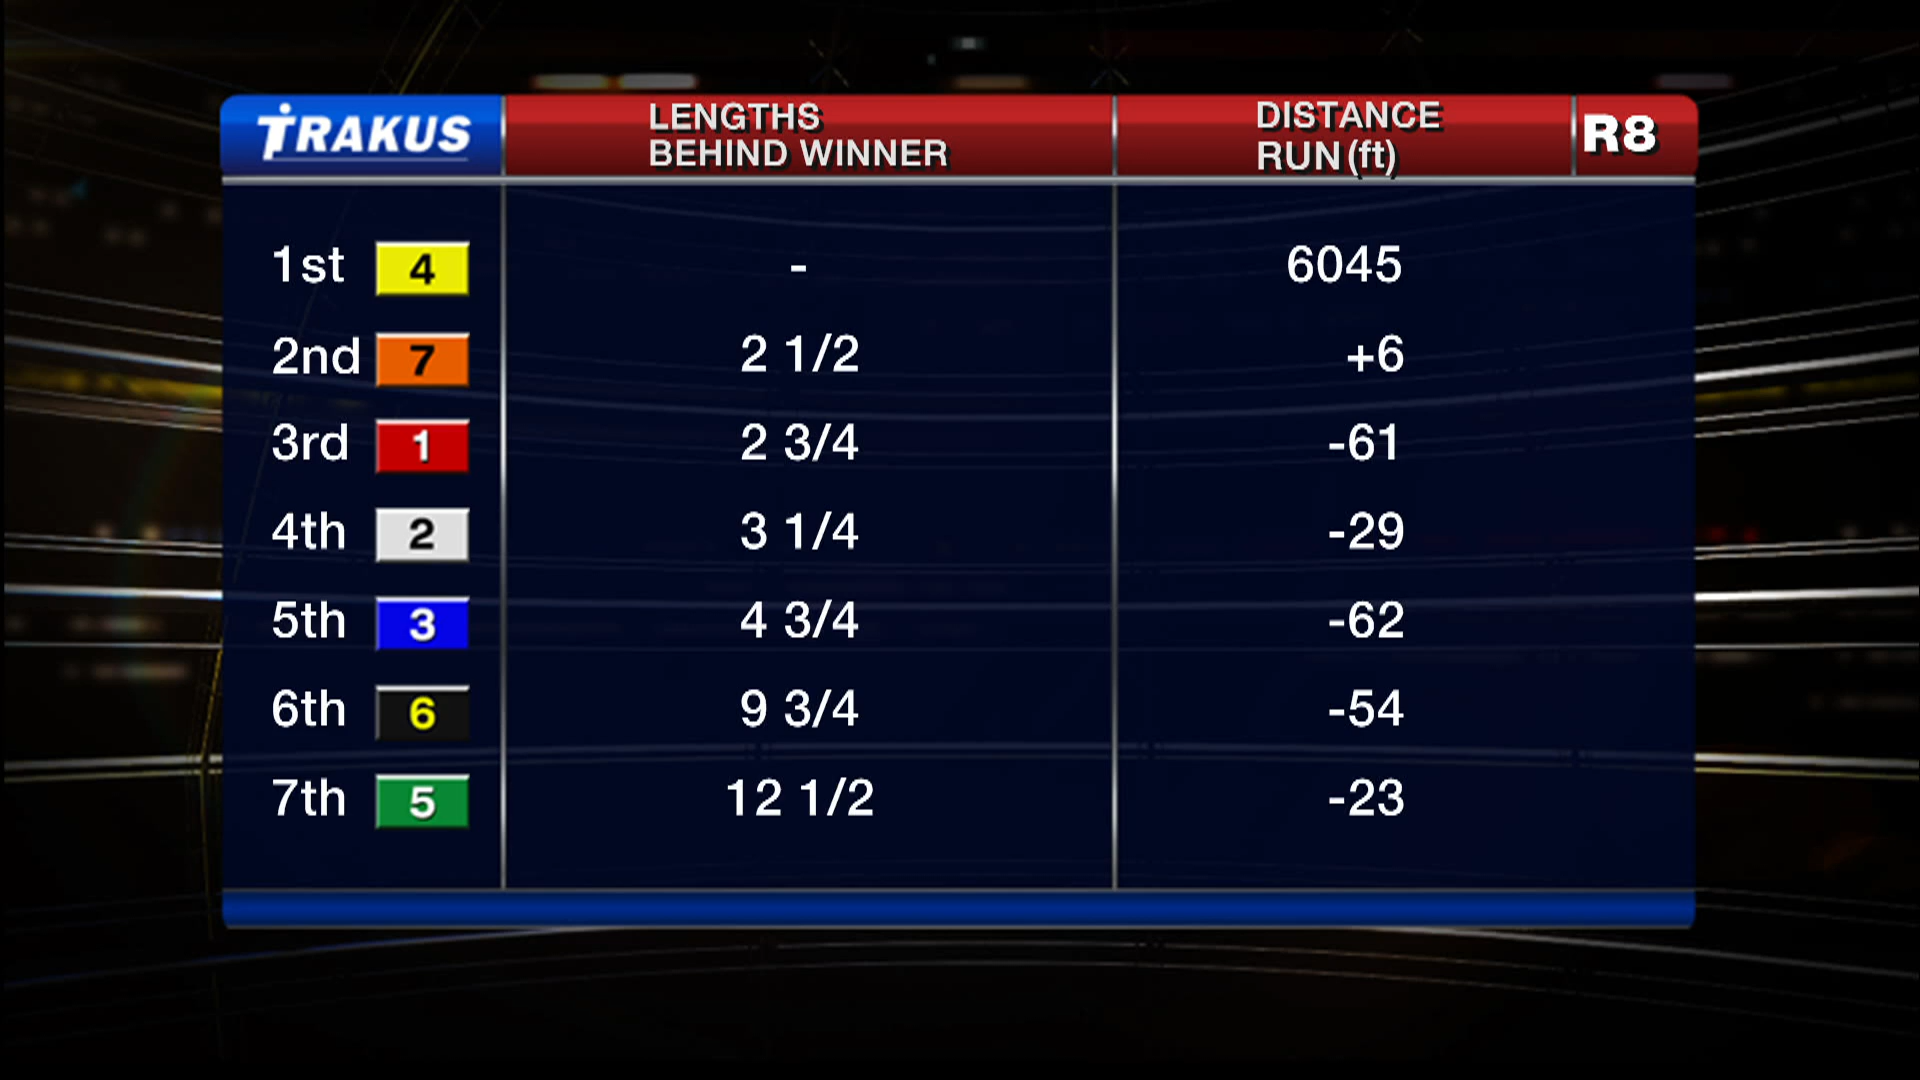 TRAKUS
LENGTHS
BEHIND WINNER
DISTANCE
RUN (ft)
R8
1st 4 - 6045
2nd 7 2 1/2 +6
3rd 1 2 3/4 -61
4th 2 3 1/4 -29
5th 3 4 3/4 -62
6th 6 9 3/4 -54
7th 5 12 1/2 -23